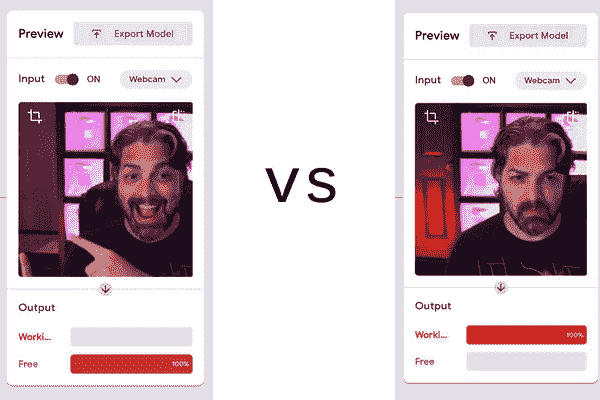 Preview
Export Model
Input
ON
Webcam
Output
Worki...
Free
100%
vs
Preview
Export Model
Input
ON
Webcam
Output
Worki...
100%
Free